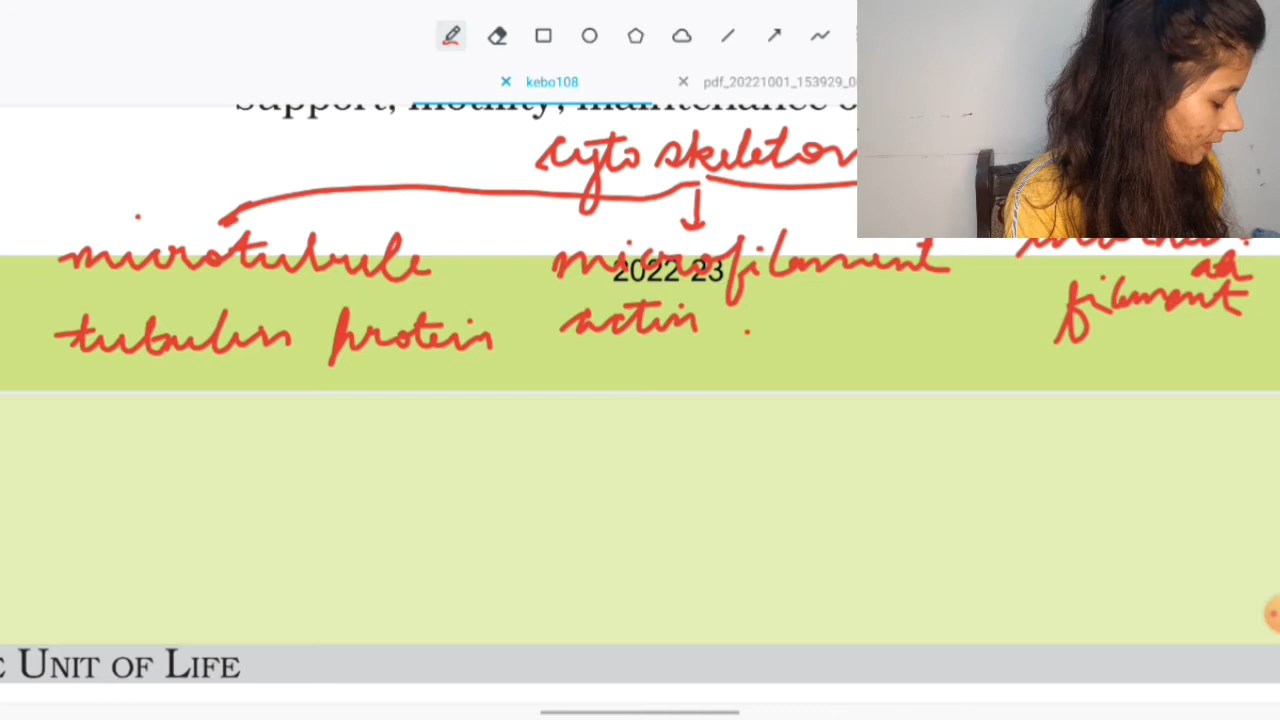 kebo108
pdf_20221001_153929_0
support, motility, maintenance o
cyto skeleton
microtubule microfilament
2022-23
filament
tubulin protein actin .
E UNIT OF LIFE